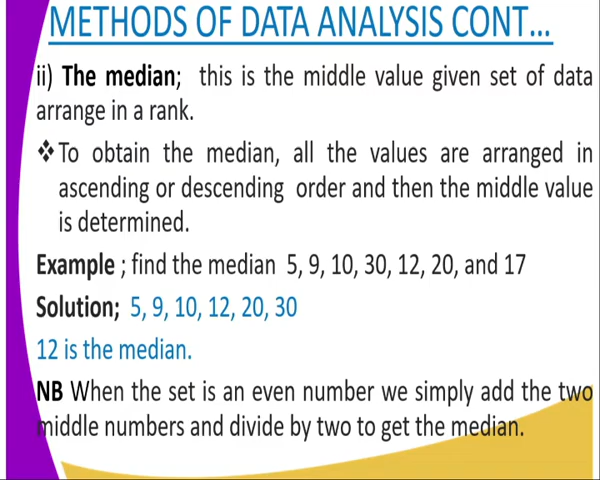 METHODS OF DATA ANALYSIS CONT...
ii) The median; this is the middle value given set of data
arrange in a rank.
❖To obtain the median, all the values are arranged in
ascending or descending order and then the middle value
is determined.
Example ; find the median 5, 9, 10, 30, 12, 20, and 17
Solution; 5, 9, 10, 12, 20, 30
12 is the median.
NB When the set is an even number we simply add the two
middle numbers and divide by two to get the median.